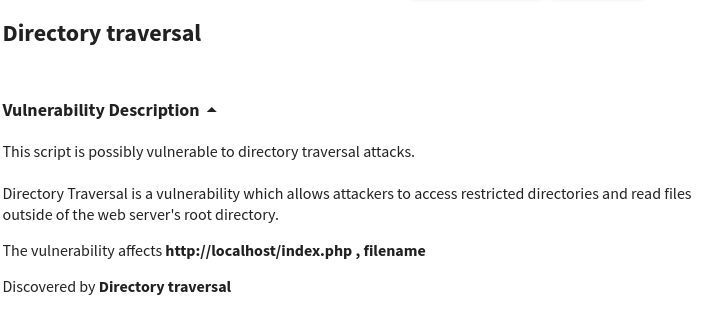 Directory traversal
Vulnerability Description
This script is possibly vulnerable to directory traversal attacks.
Directory Traversal is a vulnerability which allows attackers to access restricted directories and read files
outside of the web server's root directory.
The vulnerability affects http://localhost/index.php , filename
Discovered by Directory traversal